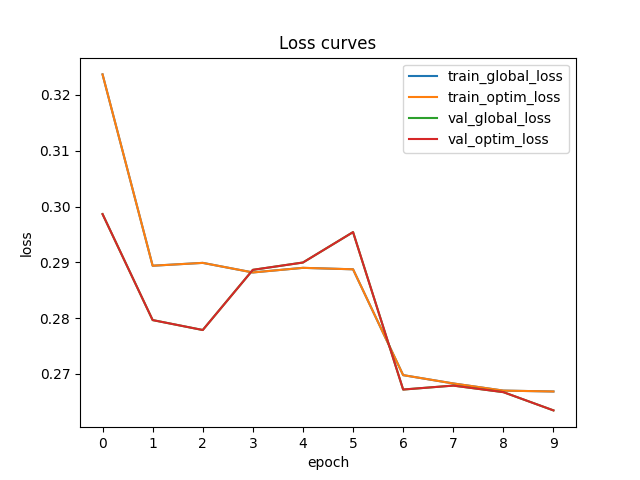 Loss curves
train_global_loss
train_optim_loss
val_global_loss
val_optim_loss
0.32
0.31
0.30
0.29
0.28
0.27
loss
0 1 2 3 4 5 6 7 8 9
epoch